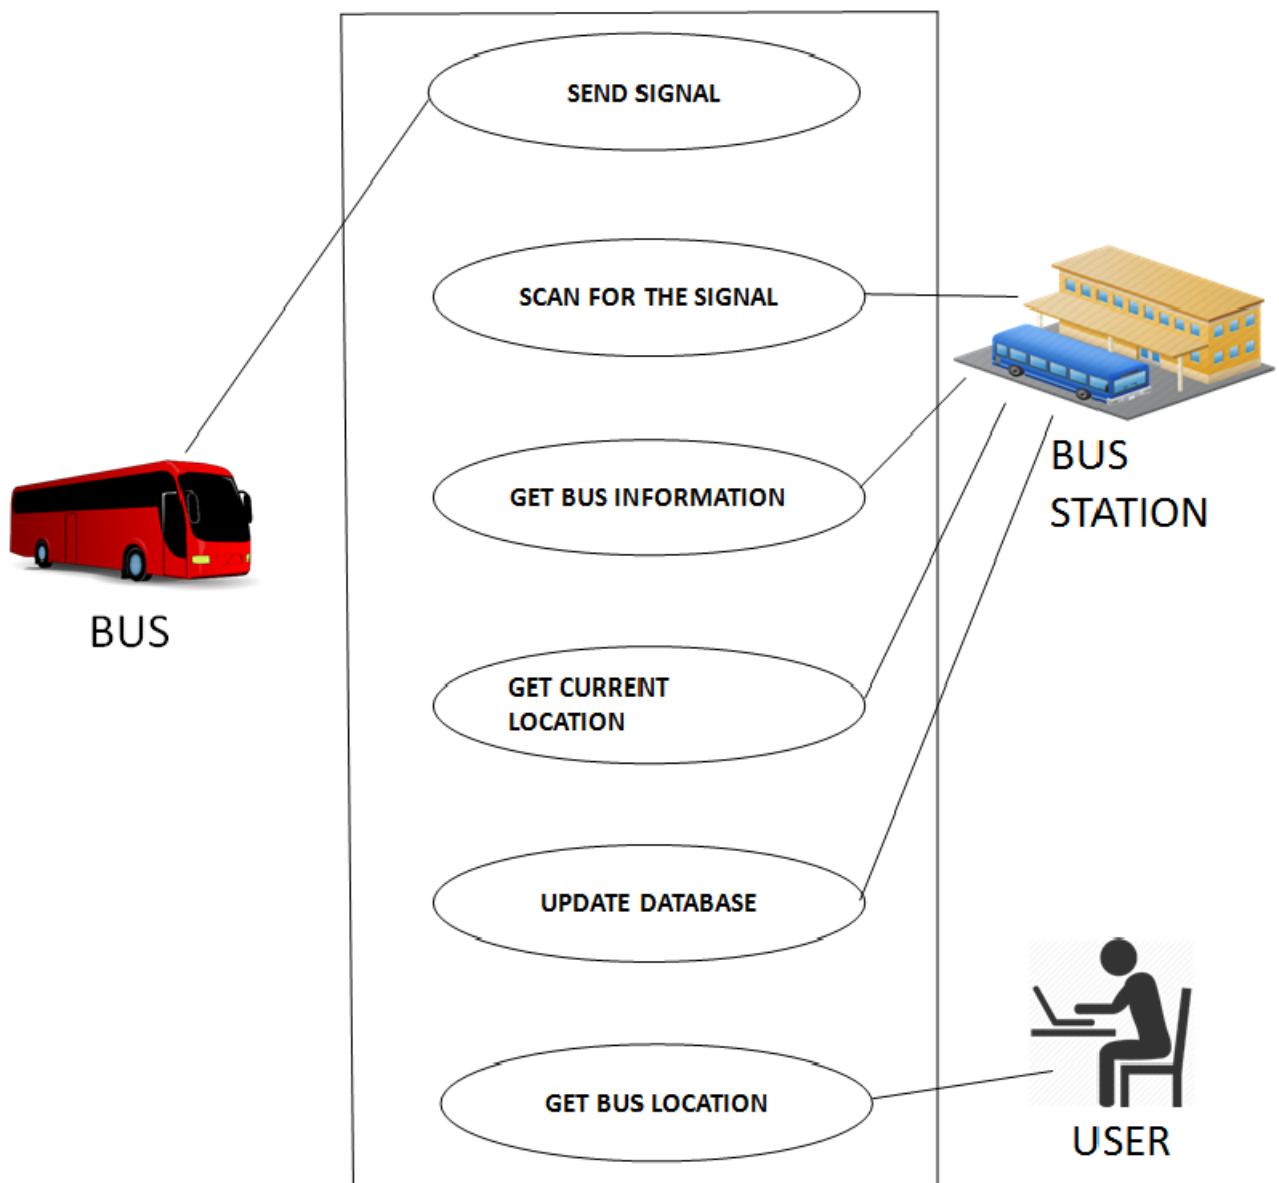 SEND SIGNAL
SCAN FOR THE SIGNAL
GET BUS INFORMATION
BUS
STATION
BUS
GET CURRENT
LOCATION
UPDATE DATABASE
GET BUS LOCATION
USER